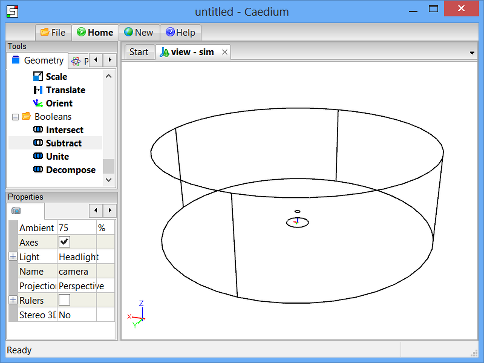 untitled - Caedium
File Home New Help
Tools
Geometry P
Scale
Translate
Orient
Booleans
Intersect
Subtract
Unite
Decompose
Properties
Ambient 75 %
Axes
Light Headlight
Name camera
Projection Perspective
Rulers
Stereo 3D No
Start view - sim
Z
X
Y
Ready